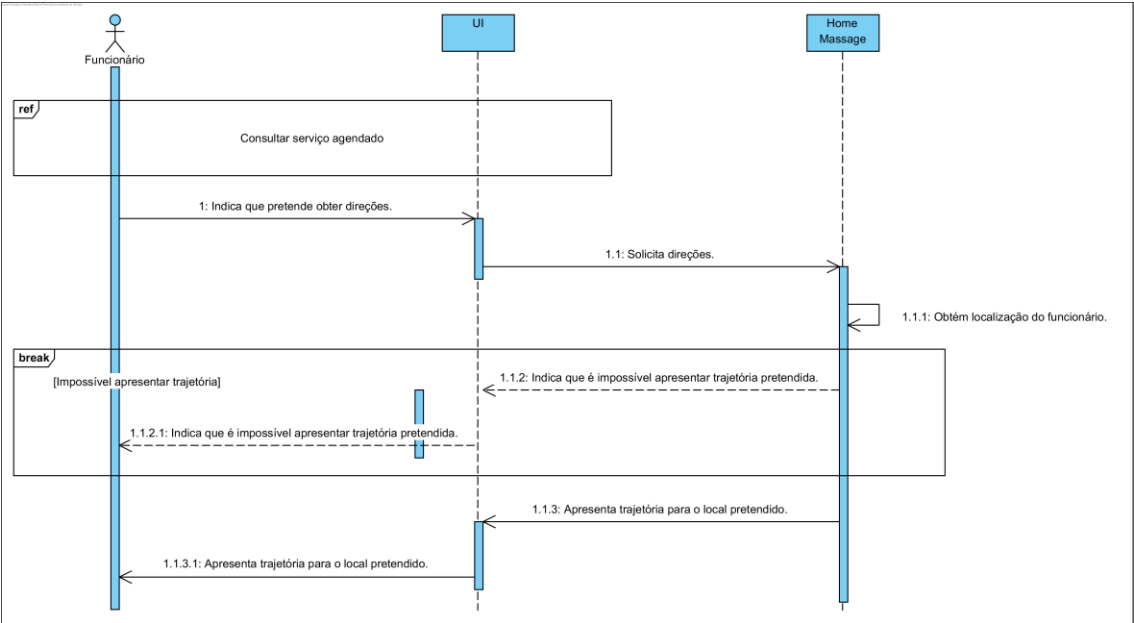 Funcionário
UI
Home
Massage
ref
Consultar serviço agendado
1: Indica que pretende obter direções.
1.1: Solicita direções.
1.1.1: Obtém localização do funcionário.
break
[Impossível apresentar trajetória]
1.1.2: Indica que é impossível apresentar trajetória pretendida.
1.1.2.1: Indica que é impossível apresentar trajetória pretendida.
1.1.3: Apresenta trajetória para o local pretendido.
1.1.3.1: Apresenta trajetória para o local pretendido.